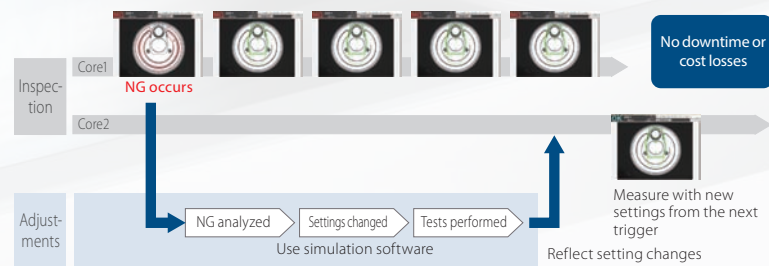 Inspec-
tion
Core1
NG occurs
No downtime or
cost losses
Core2
Measure with new
settings from the next
trigger
Adjust-
ments
NG analyzed
Settings changed
Tests performed
Use simulation software
Reflect setting changes